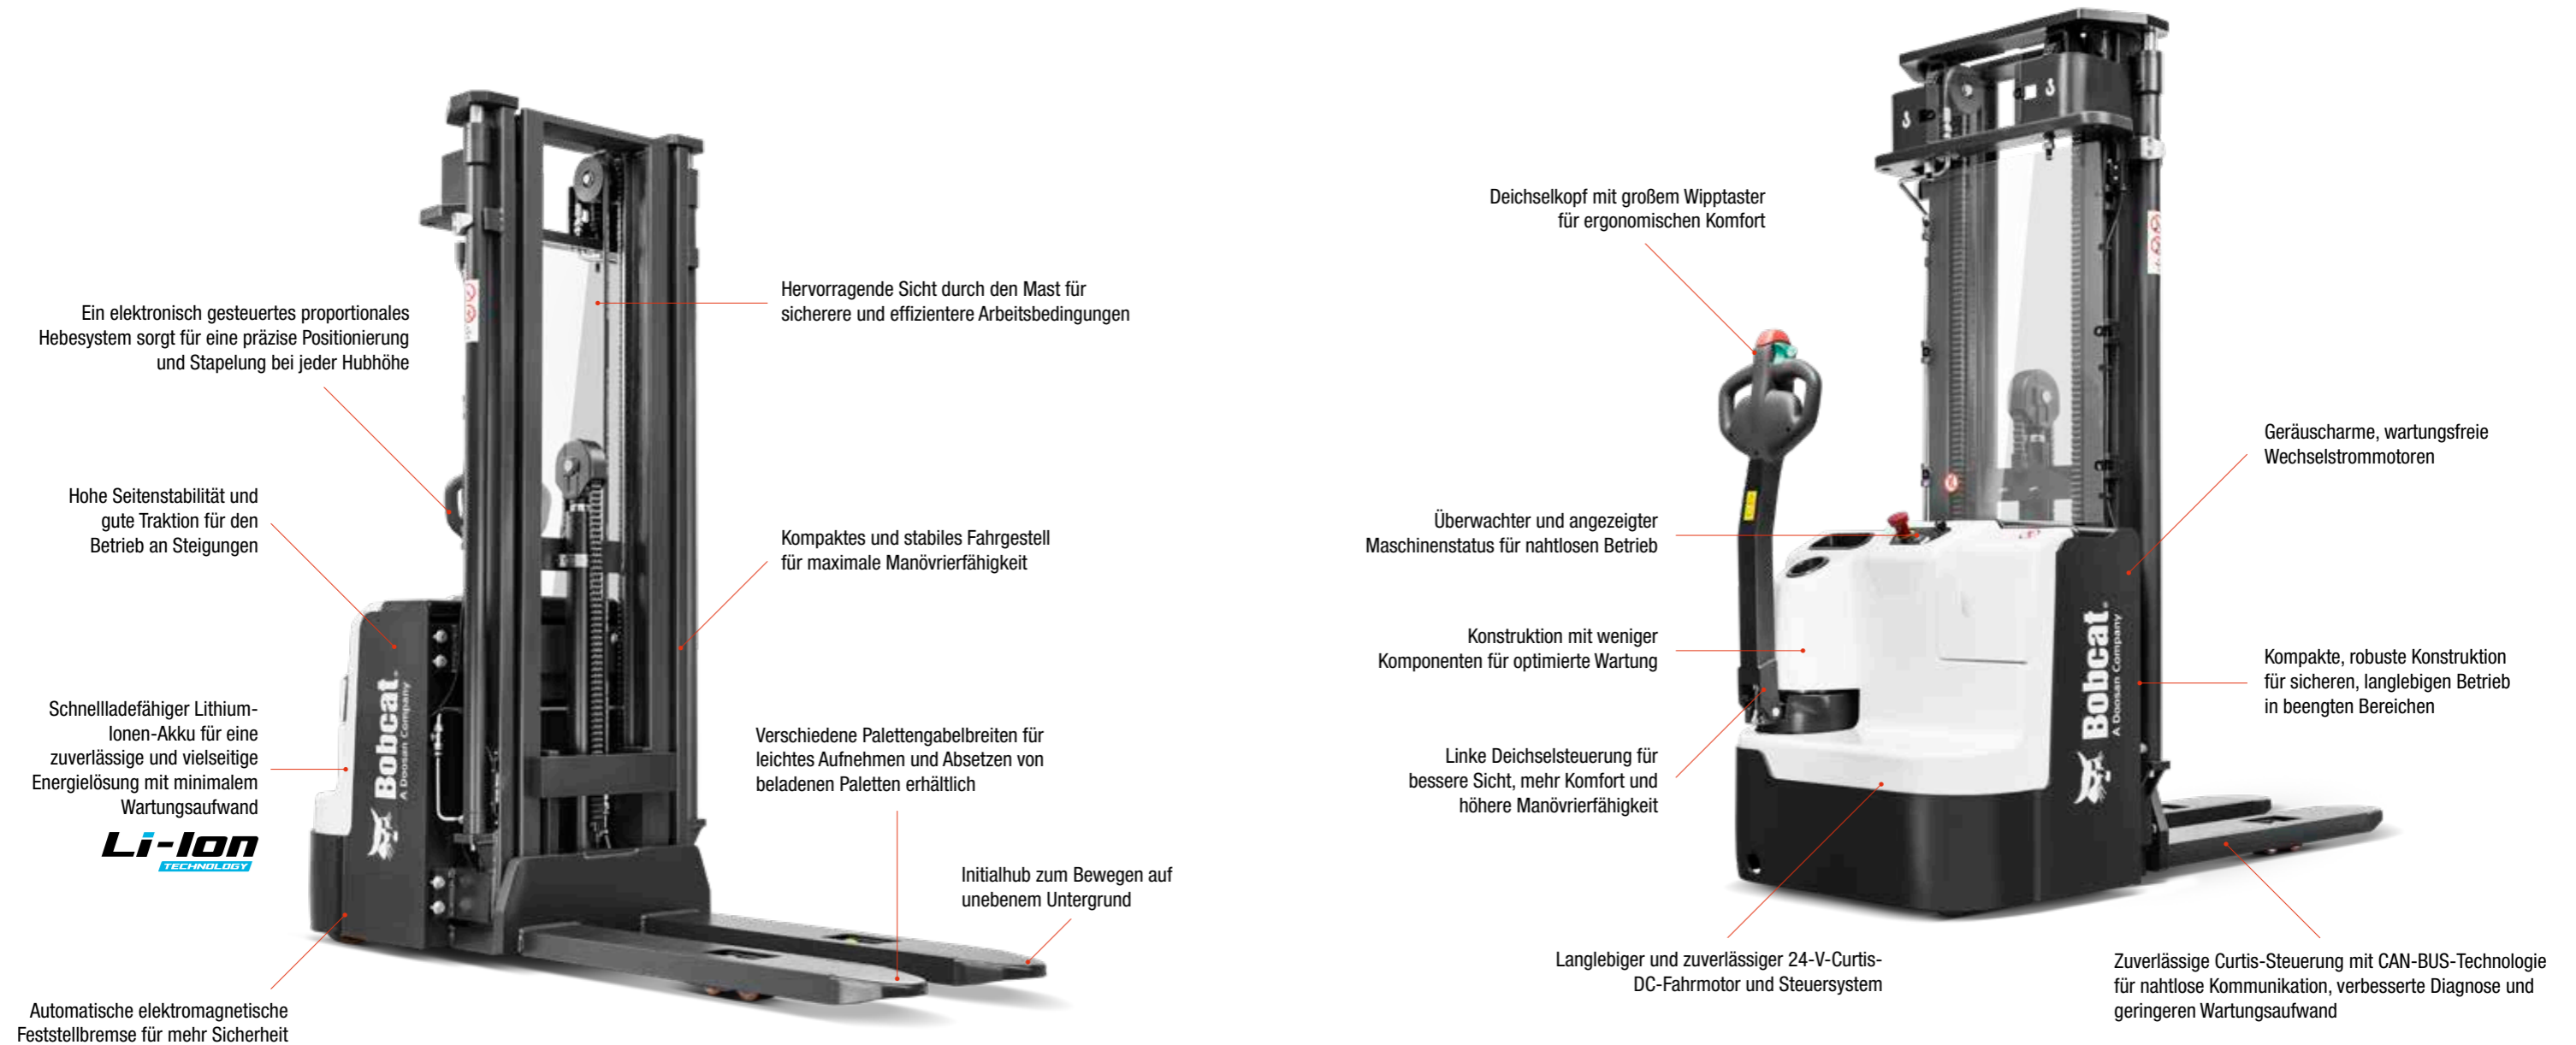 Ein elektronisch gesteuertes proportionales
Hebesystem sorgt für eine präzise Positionierung
und Stapelung bei jeder Hubhöhe
Hohe Seitenstabilität und
gute Traktion für den
Betrieb an Steigungen
Schnellladefähiger Lithium-
Ionen-Akku für eine
zuverlässige und vielseitige
Energielösung mit minimalem
Wartungsaufwand
Li-Ion
TECHNOLOGY
Automatische elektromagnetische
Feststellbremse für mehr Sicherheit
Bobcat®
A Doosan Company
Hervorragende Sicht durch den Mast für
sicherere und effizientere Arbeitsbedingungen
Kompaktes und stabiles Fahrgestell
für maximale Manövrierfähigkeit
Verschiedene Palettengabelbreiten für
leichtes Aufnehmen und Absetzen von
beladenen Paletten erhältlich
Initialhub zum Bewegen auf
unebenem Untergrund
Deichselkopf mit großem Wipptaster
für ergonomischen Komfort
Überwachter und angezeigter
Maschinenstatus für nahtlosen Betrieb
Konstruktion mit weniger
Komponenten für optimierte Wartung
Linke Deichselsteuerung für
bessere Sicht, mehr Komfort und
höhere Manövrierfähigkeit
Langlebiger und zuverlässiger 24-V-Curtis-
DC-Fahrmotor und Steuersystem
Bobcat®
A Doosan Company
Geräuscharme, wartungsfreie
Wechselstrommotoren
Kompakte, robuste Konstruktion
für sicheren, langlebigen Betrieb
in beengten Bereichen
Zuverlässige Curtis-Steuerung mit CAN-BUS-Technologie
für nahtlose Kommunikation, verbesserte Diagnose und
geringeren Wartungsaufwand